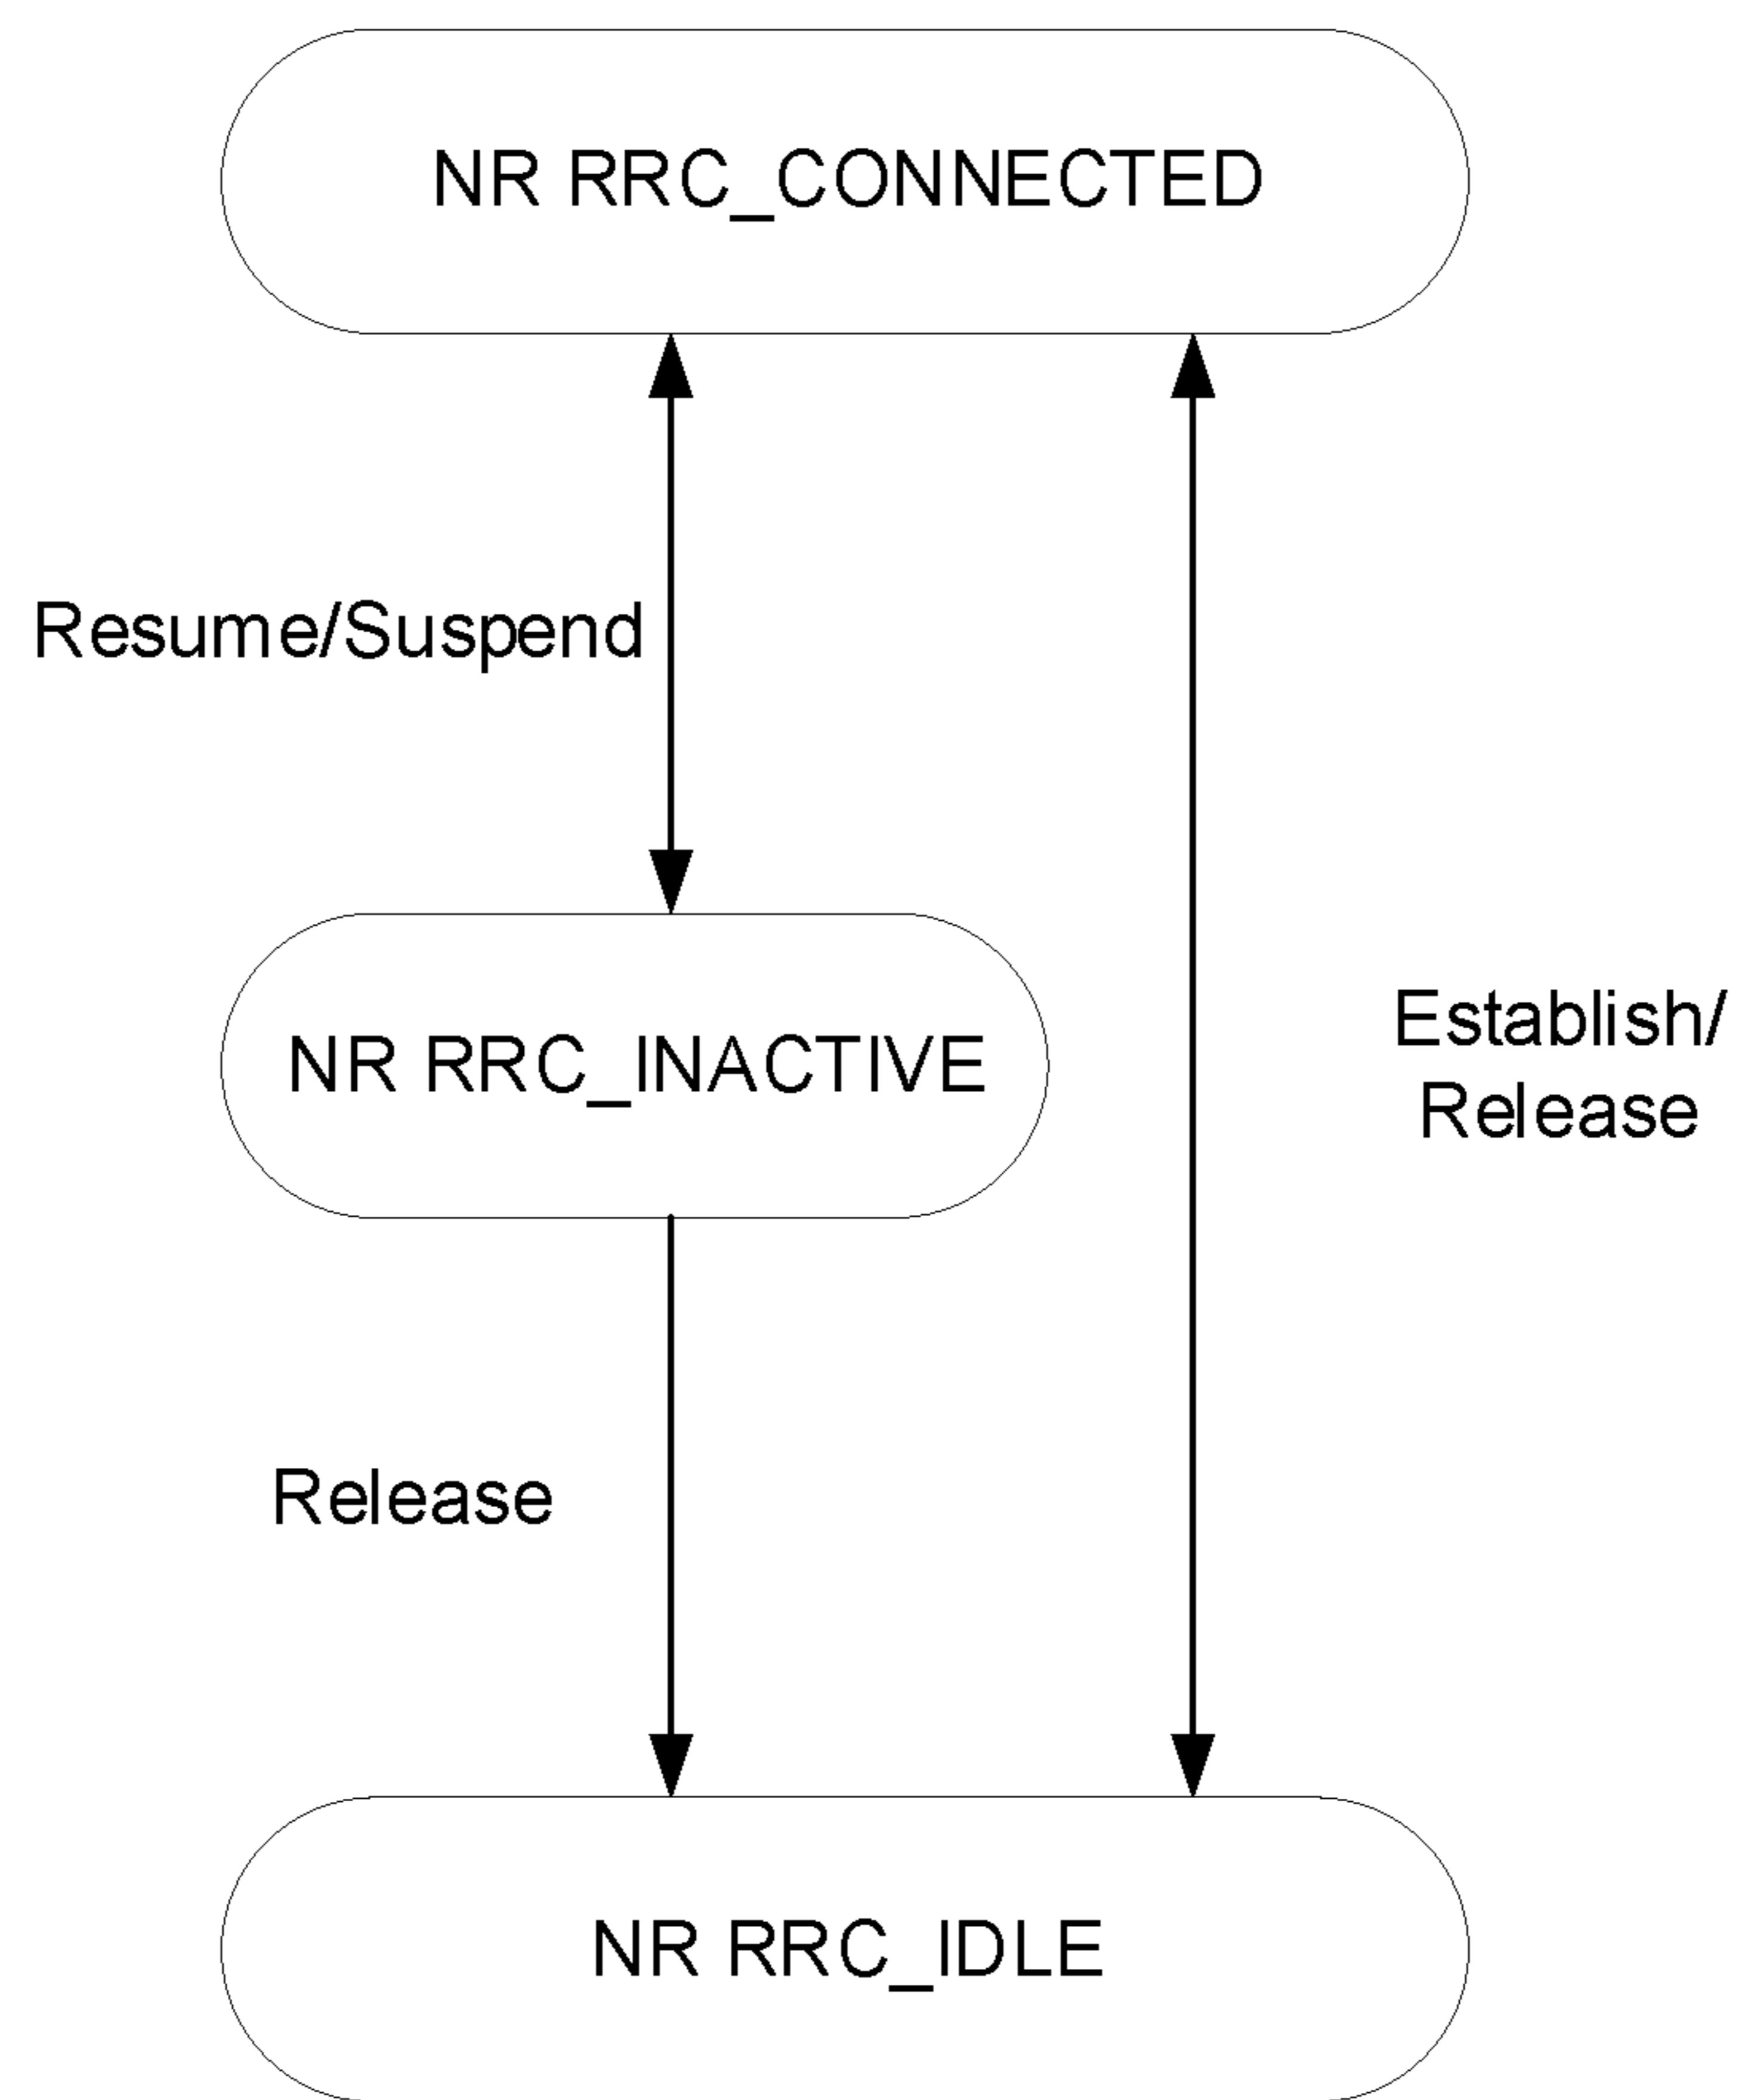 NR RRC_CONNECTED
Resume/Suspend
NR RRC_INACTIVE
Establish/
Release
Release
NR RRC_IDLE